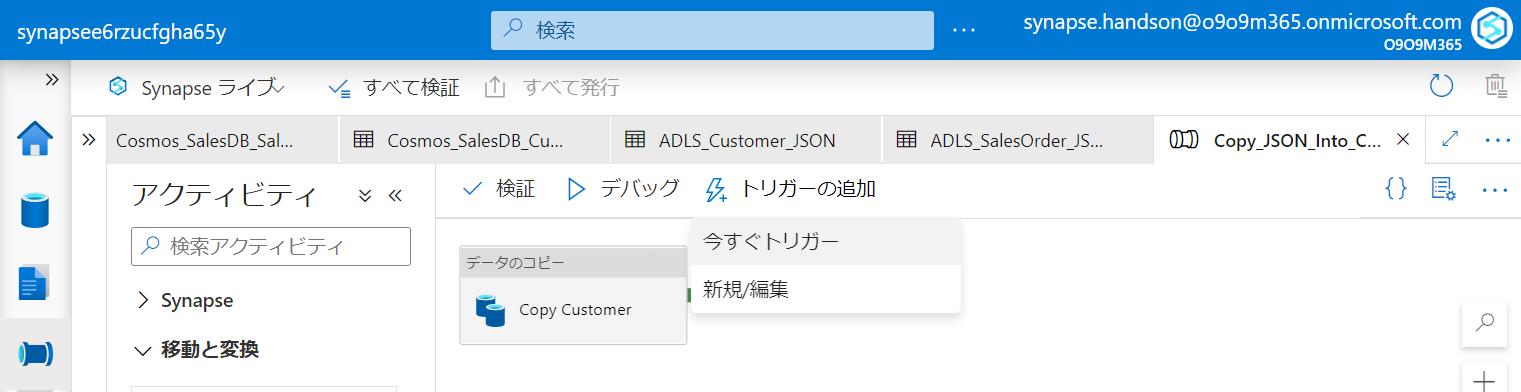 synapsee6rzucfgha65y
検索
synapse.handson@o9o9m365.onmicrosoft.com
O9O9M365
Synapse ライブ
すべて検証
すべて発行
Cosmos_SalesDB_Sal...
Cosmos_SalesDB_Cu...
ADLS_Customer_JSON
ADLS_SalesOrder_JS...
Copy_JSON_Into_C...
アクティビティ
検証
デバッグ
トリガーの追加
検索アクティビティ
今すぐトリガー
新規/編集
データのコピー
Copy Customer
Synapse
移動と変換